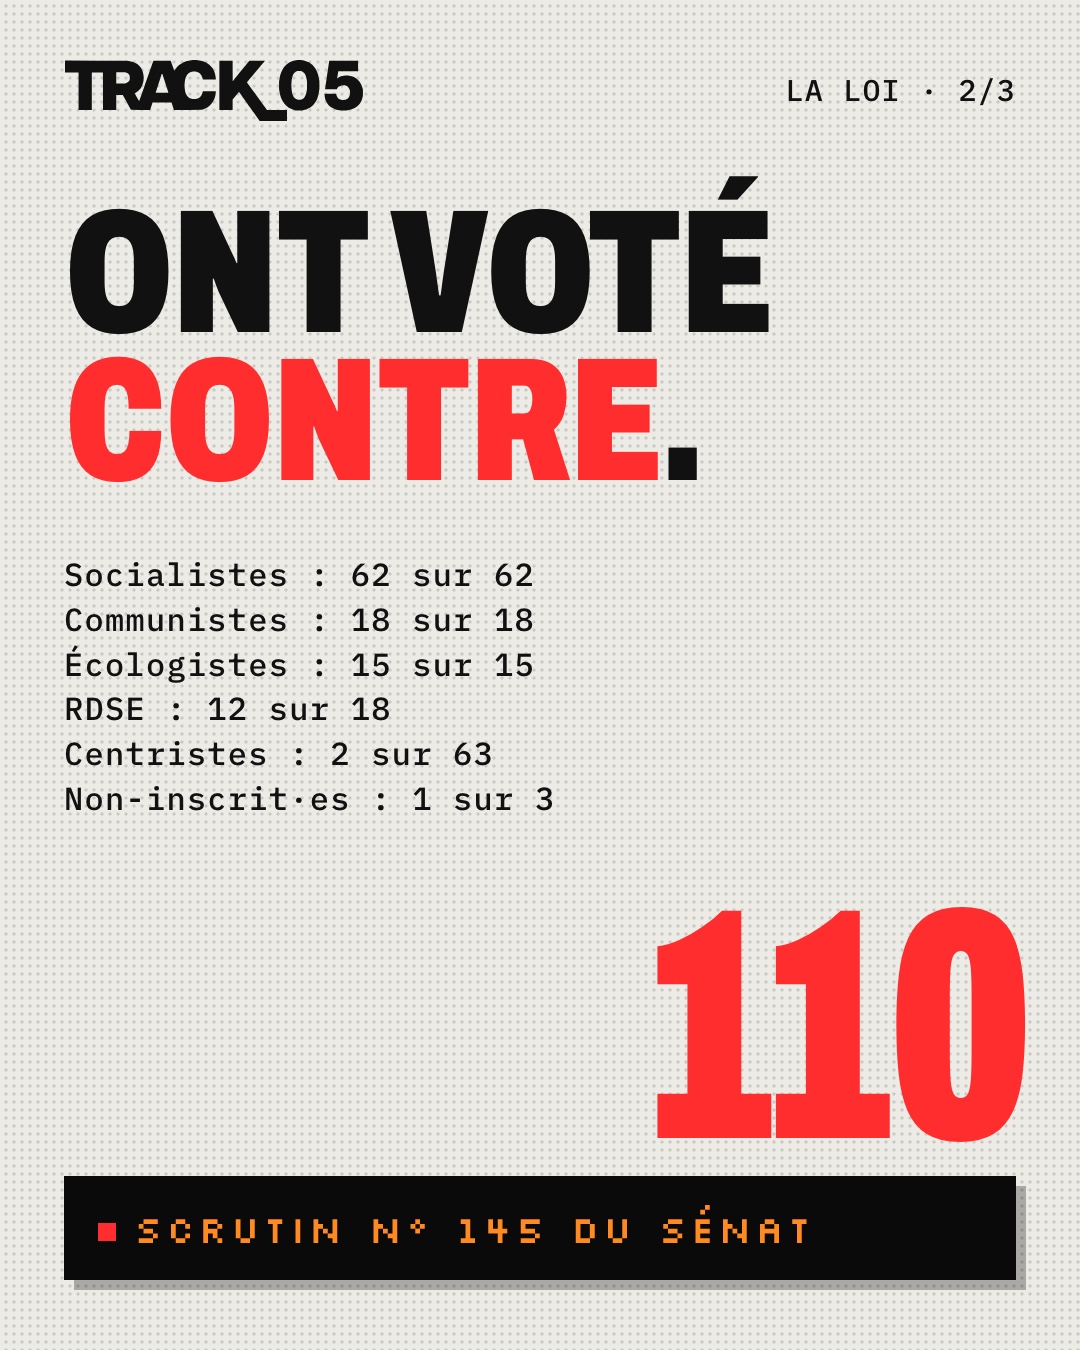 TRACK_05
LA LOI · 2/3
ONT VOTÉ
CONTRE.
Socialistes : 62 sur 62
Communistes : 18 sur 18
Écologistes : 15 sur 15
RDSE : 12 sur 18
Centristes : 2 sur 63
Non-inscrit·es : 1 sur 3
110
SCRUTIN N° 145 DU SÉNAT